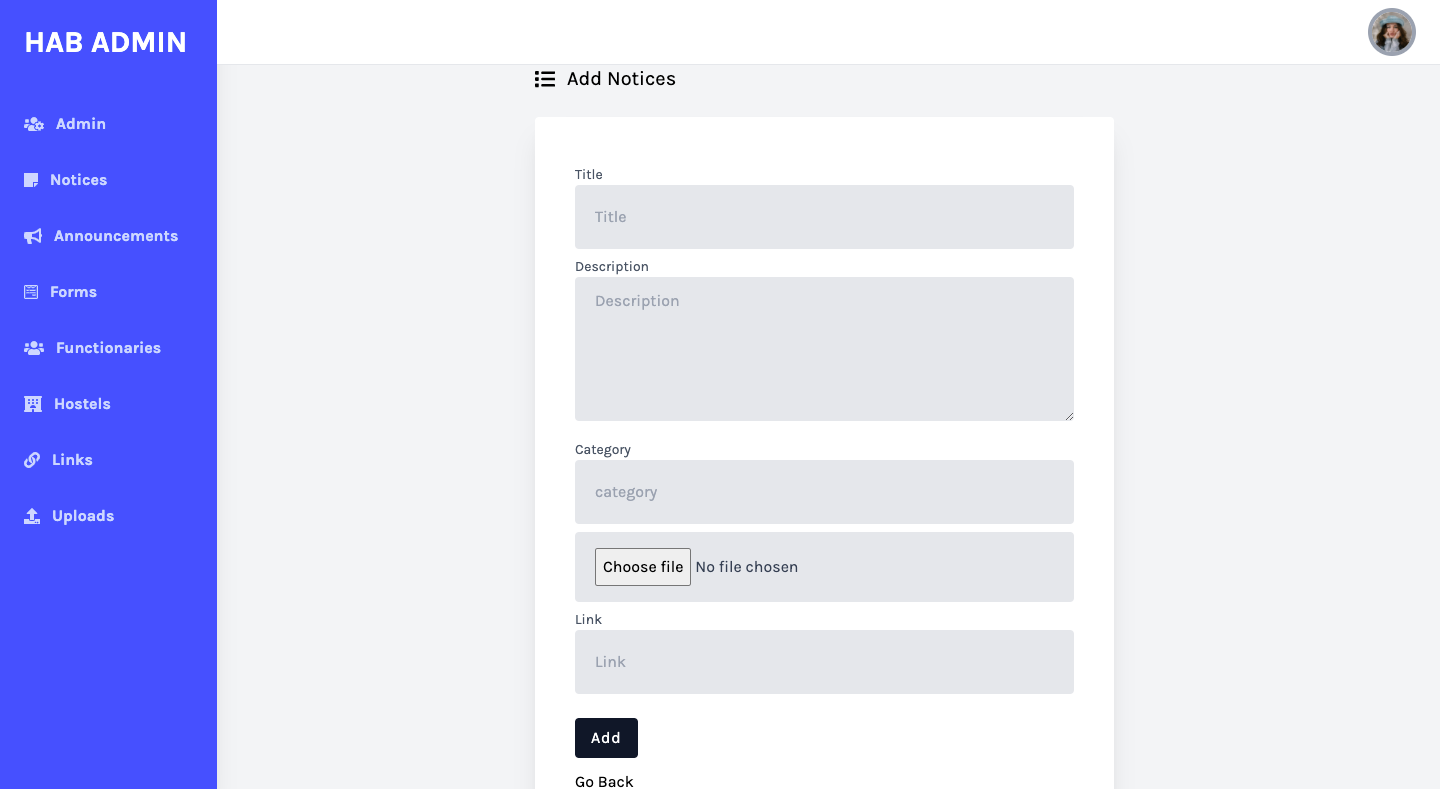 HAB ADMIN
Admin
Notices
Announcements
Forms
Functionaries
Hostels
Links
Uploads
Add Notices
Title
Title
Description
Description
Category
category
Choose file No file chosen
Link
Link
Add
Go Back